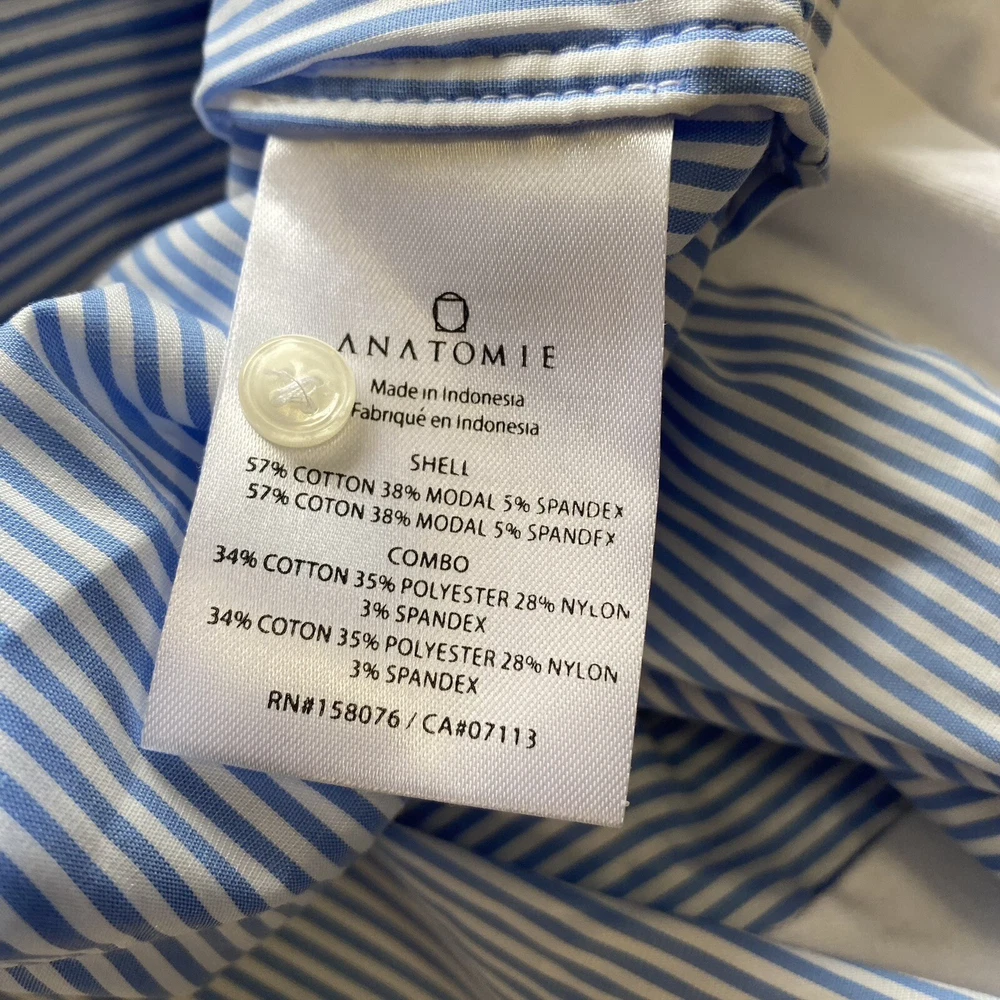 ANATOMIE
Made in Indonesia
Fabriqué en Indonesia
SHELL
57% COTTON 38% MODAL 5% SPANDEX
57% COTON 38% MODAL 5% SPANDEX
COMBO
34% COTTON 35% POLYESTER 28% NYLON
3% SPANDEX
34% COTON 35% POLYESTER 28% NYLON
3% SPANDEX
RN#158076 / CA#07113